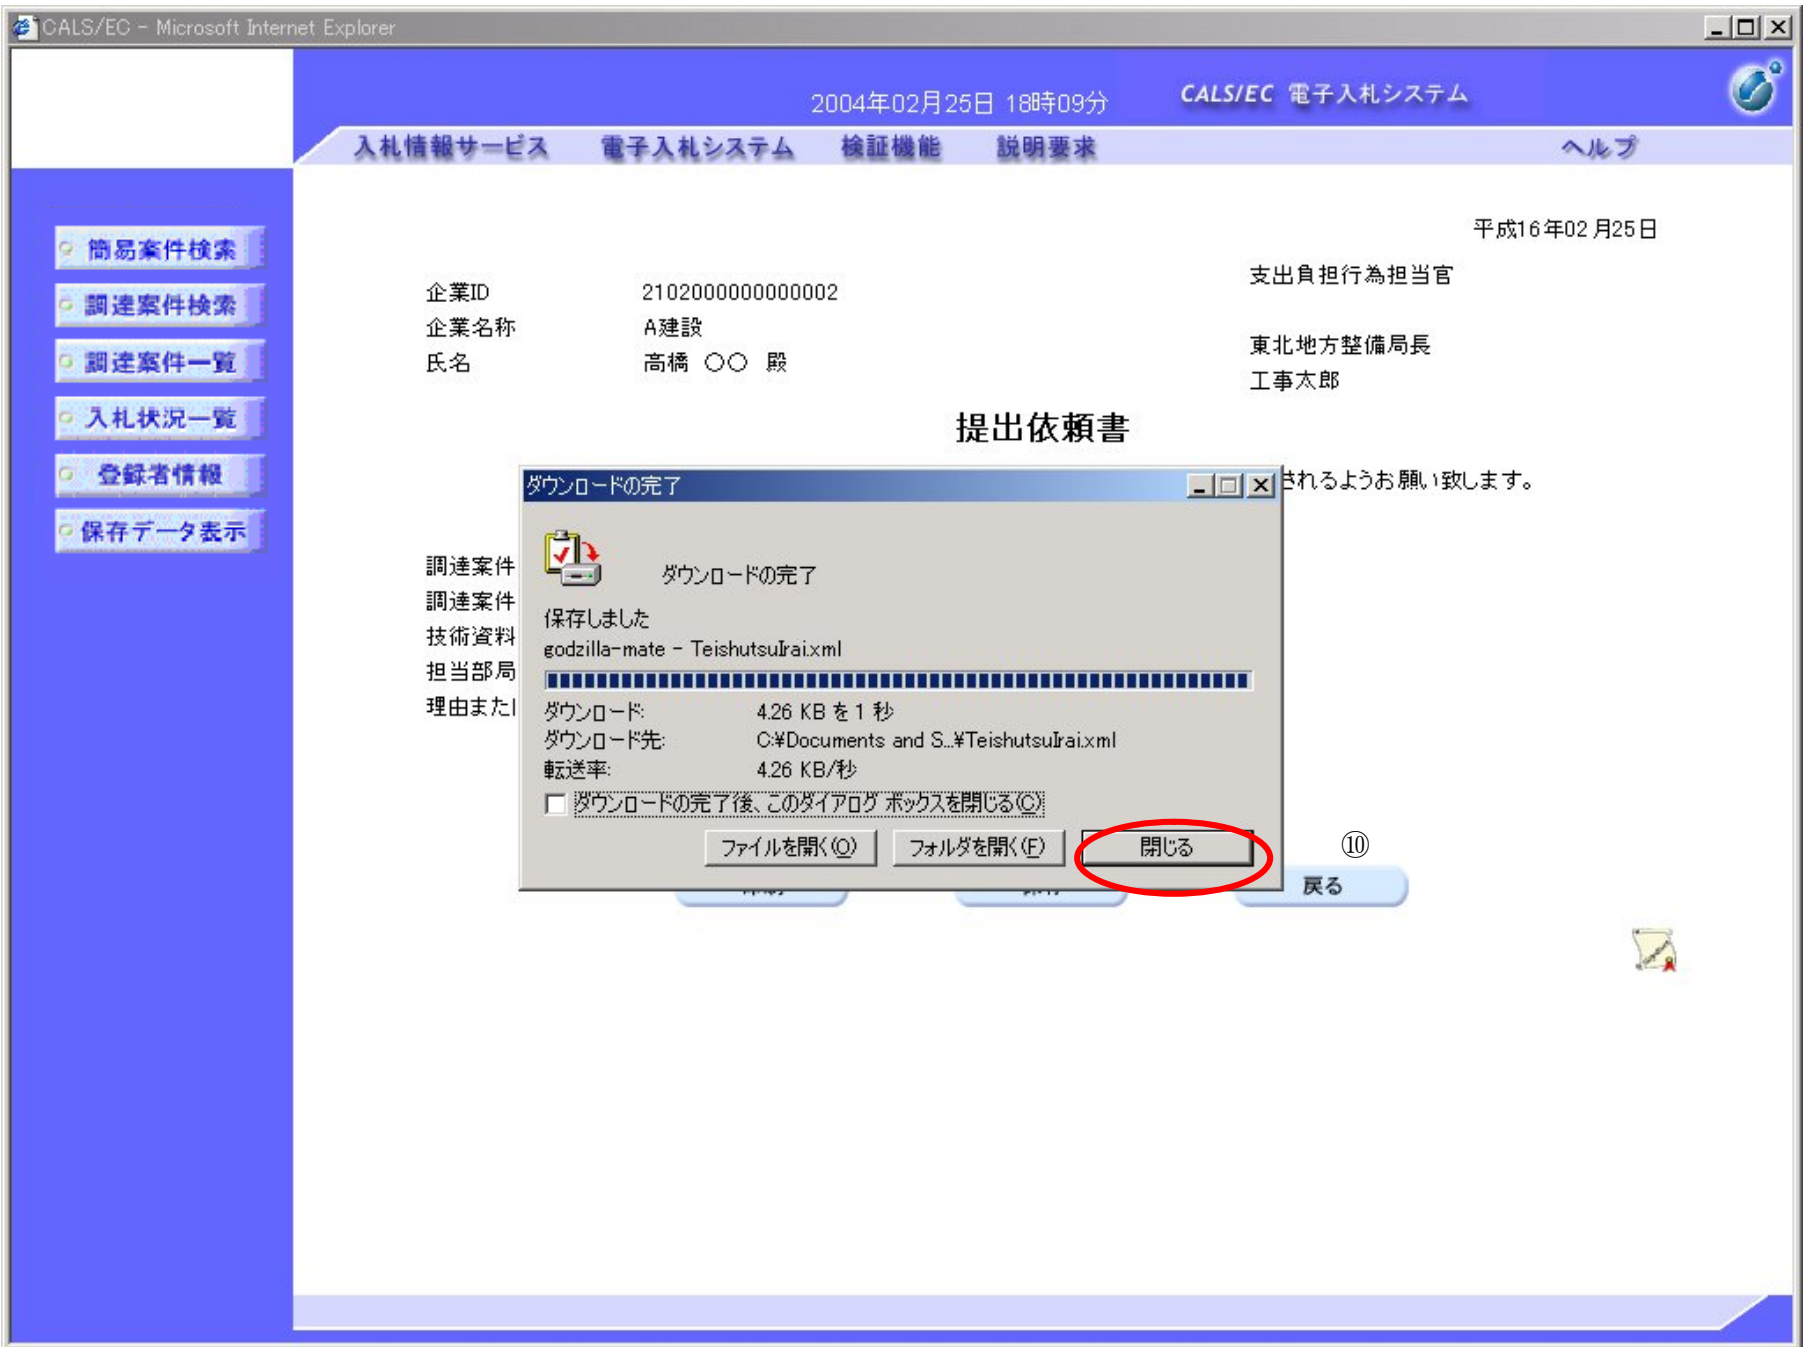 CALS/EC - Microsoft Internet Explorer
2004年02月25日 18時09分
CALS/EC 電子入札システム
入札情報サービス 電子入札システム 検証機能 説明要求 ヘルプ
簡易案件検索
調達案件検索
調達案件一覧
入札状況一覧
登録者情報
保存データ表示
平成16年02月25日
支出負担行為担当官
企業ID 2102000000000002
企業名称 A建設
氏名 高橋 〇〇 殿
東北地方整備局長
工事太郎
提出依頼書
されるようお願い致します。
調達案件
調達案件
技術資料
担当部局
理由また
ダウンロードの完了
ダウンロードの完了
保存しました
godzilla-mate - TeishutsuIrai.xml
ダウンロード: 4.26 KB を 1 秒
ダウンロード先: C:¥Documents and S...¥TeishutsuIrai.xml
転送率: 4.26 KB/秒
ダウンロードの完了後、このダイアログ ボックスを閉じる(C)
ファイルを開く(O) フォルダを開く(F) 閉じる
⑩
戻る